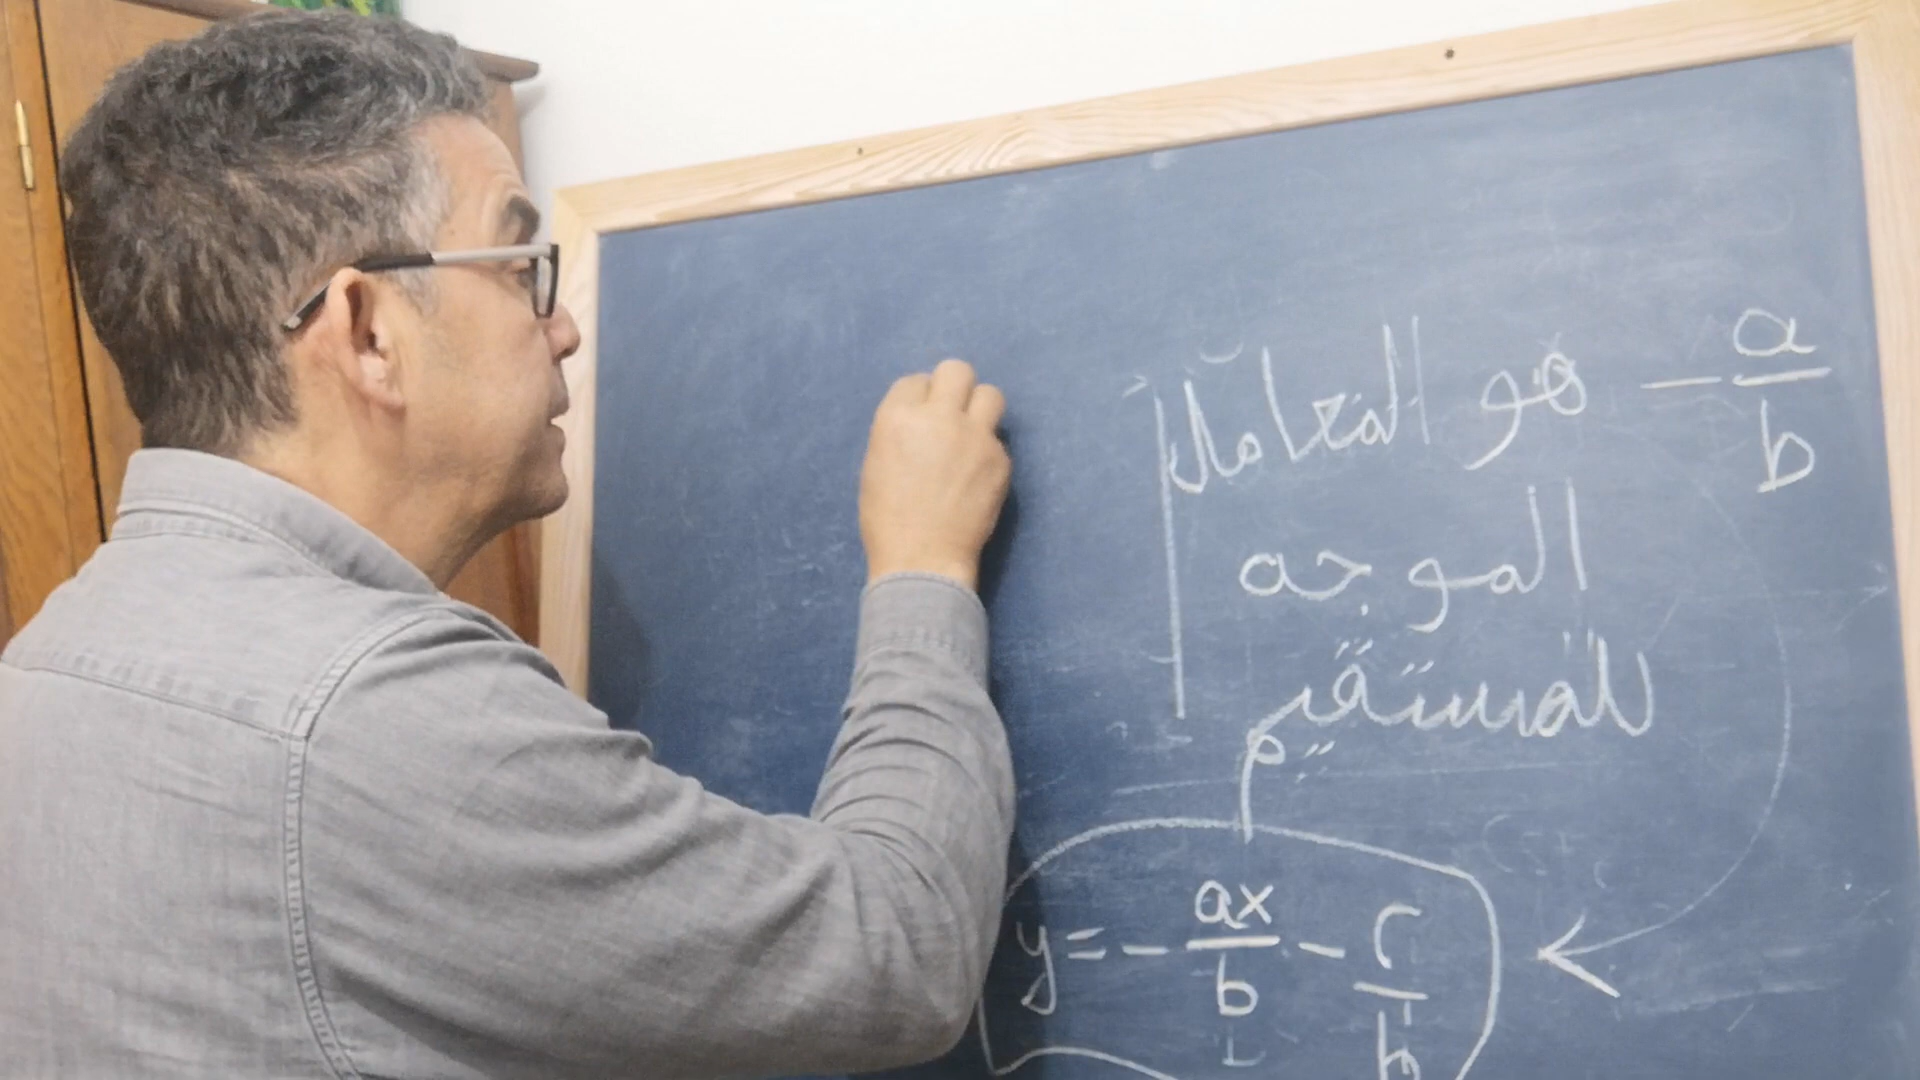 -a/b هو المعامل
الموجه
للمستقيم
y = - ax/b - c/b